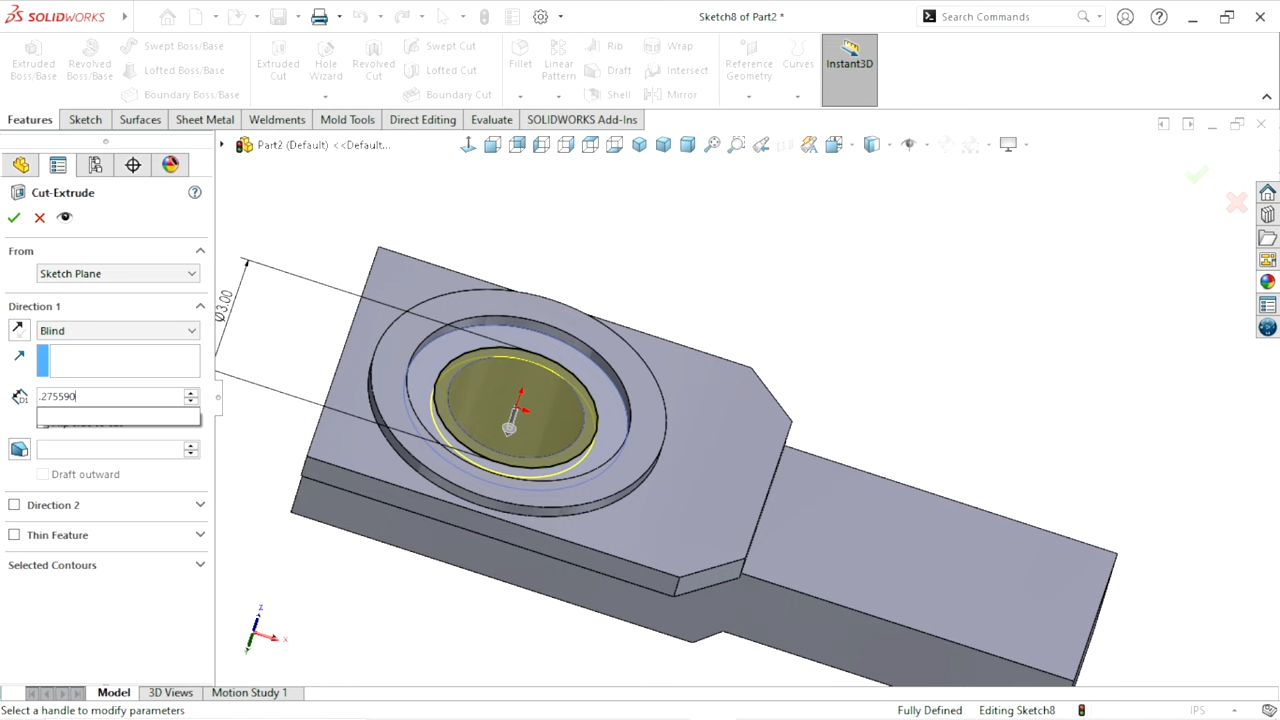 SOLIDWORKS
Sketch8 of Part2 *
Search Commands
Extruded Boss/Base
Revolved Boss/Base
Swept Boss/Base
Lofted Boss/Base
Boundary Boss/Base
Extruded Cut
Hole Wizard
Revolved Cut
Swept Cut
Lofted Cut
Boundary Cut
Fillet
Linear Pattern
Rib
Draft
Shell
Wrap
Intersect
Mirror
Reference Geometry
Curves
Instant3D
Features
Sketch
Surfaces
Sheet Metal
Weldments
Mold Tools
Direct Editing
Evaluate
SOLIDWORKS Add-Ins
Part2 (Default) <<Default...
Cut-Extrude
From
Sketch Plane
Direction 1
Blind
.275590
Draft outward
Direction 2
Thin Feature
Selected Contours
Ø3.00
Z
X
Y
Model
3D Views
Motion Study 1
Select a handle to modify parameters
Fully Defined
Editing Sketch8
IPS